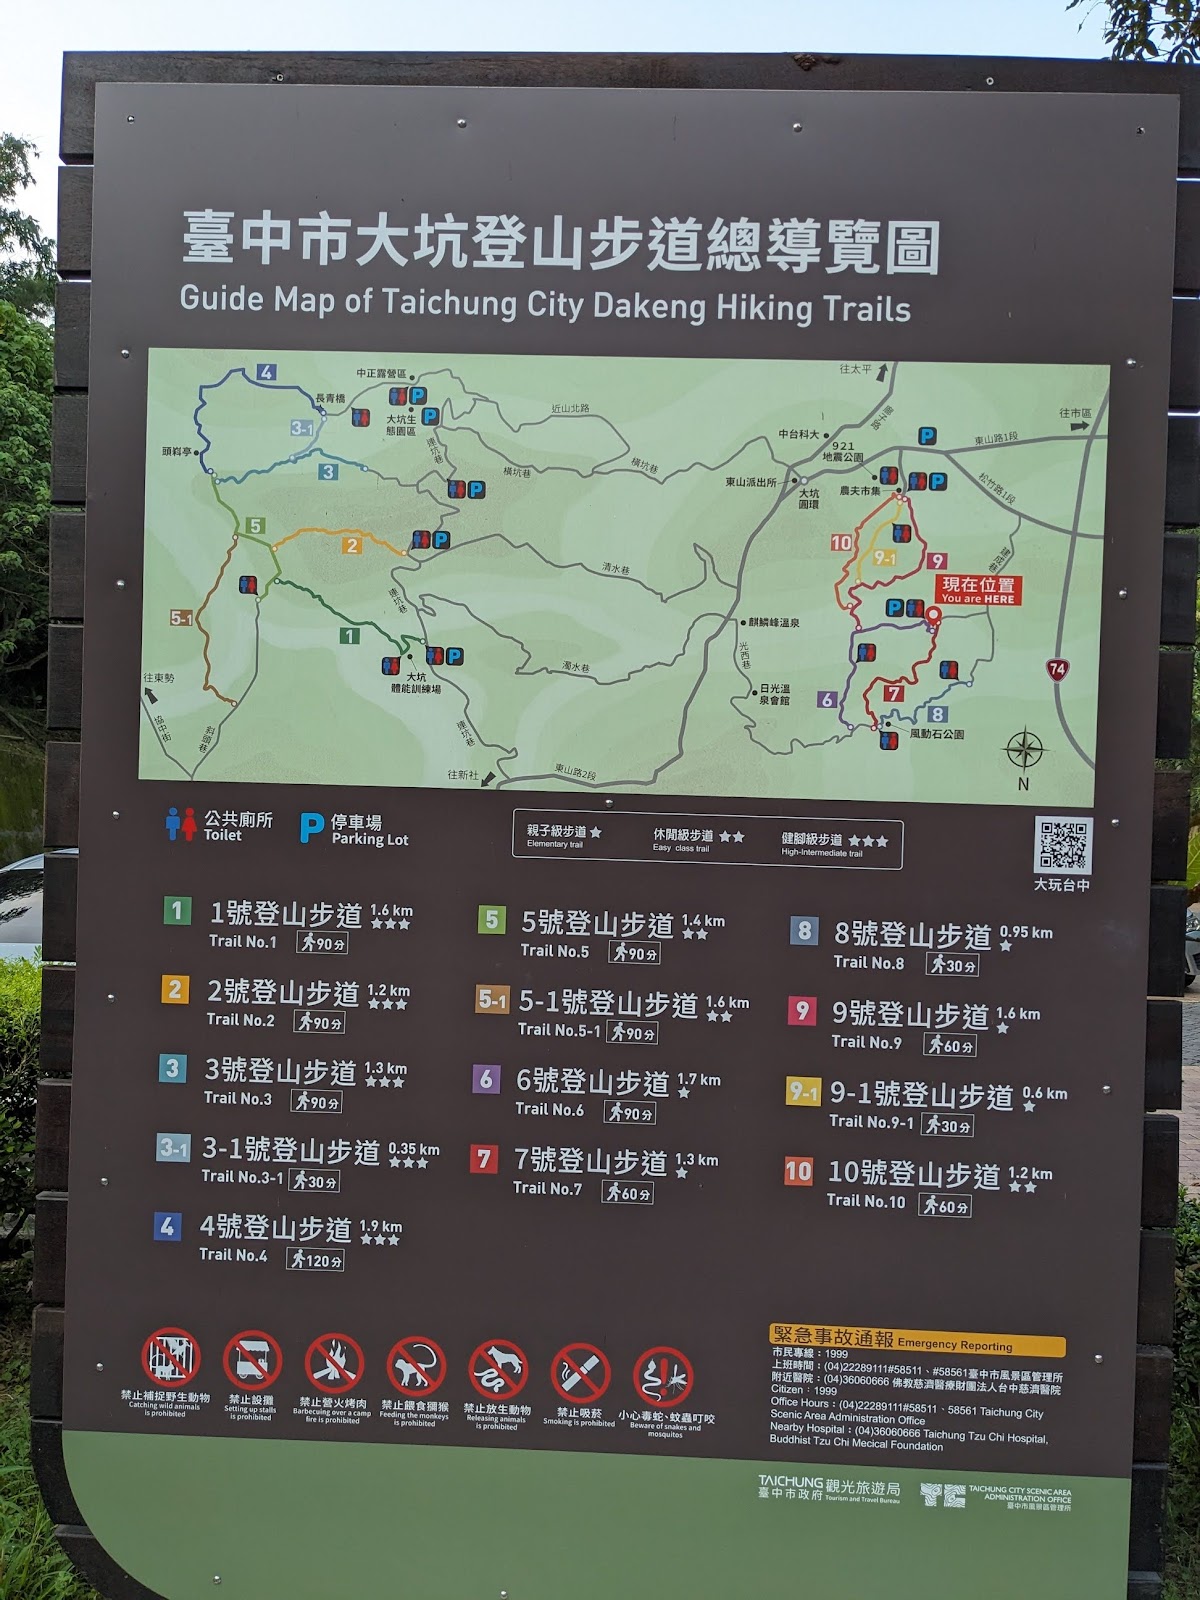 臺中市大坑登山步道總導覽圖
Guide Map of Taichung City Dakeng Hiking Trails
4
中正露營區
長青橋
大坑生
態園區
3-1
頭嵙亭
3
近山北路
連坑巷
橫坑巷
橫坑巷
往太平
中台科大
921
地震公園
東山派出所
大坑
圓環
農夫市集
東山路1段
往市區
松竹路1段
5
2
清水巷
連坑巷
5-1
1
大坑
體能訓練場
濁水巷
往東勢
協中街
斜頭巷
連坑巷
往新社
東山路2段
麒麟峰溫泉
光西巷
日光溫
泉會館
10
9-1
9
現在位置
You are HERE
6
7
8
風動石公園
74
N
公共廁所
Toilet
P 停車場
Parking Lot
親子級步道★
Elementary trail
休閒級步道★★
Easy class trail
健腳級步道★★★
High-Intermediate trail
大玩台中
1 1號登山步道 1.6 km ★★★
Trail No.1 90分
2 2號登山步道 1.2 km ★★★
Trail No.2 90分
3 3號登山步道 1.3 km ★★★
Trail No.3 90分
3-1 3-1號登山步道 0.35 km ★★★
Trail No.3-1 30分
4 4號登山步道 1.9 km ★★★
Trail No.4 120分
5 5號登山步道 1.4 km ★★
Trail No.5 90分
5-1 5-1號登山步道 1.6 km ★★
Trail No.5-1 90分
6 6號登山步道 1.7 km ★
Trail No.6 90分
7 7號登山步道 1.3 km ★
Trail No.7 60分
8 8號登山步道 0.95 km ★
Trail No.8 30分
9 9號登山步道 1.6 km ★
Trail No.9 60分
9-1 9-1號登山步道 0.6 km ★
Trail No.9-1 30分
10 10號登山步道 1.2 km ★★
Trail No.10 60分
禁止捕捉野生動物
Catching wild animals
is prohibited
禁止設攤
Setting up stalls
is prohibited
禁止營火烤肉
Barbecuing over a camp
fire is prohibited
禁止餵食獼猴
Feeding the monkeys
is prohibited
禁止放生動物
Releasing animals
is prohibited
禁止吸菸
Smoking is prohibited
小心毒蛇、蚊蟲叮咬
Beware of snakes and
mosquitos
緊急事故通報 Emergency Reporting
市民專線：1999
上班時間：(04)22289111#58511、#58561臺中市風景區管理所
附近醫院：(04)36060666 佛教慈濟醫療財團法人台中慈濟醫院
Citizen：1999
Office Hours：(04)22289111#58511、58561 Taichung City
Scenic Area Administration Office
Nearby Hospital：(04)36060666 Taichung Tzu Chi Hospital,
Buddhist Tzu Chi Mecical Foundation
TAICHUNG 觀光旅遊局
臺中市政府 Tourism and Travel Bureau
TAICHUNG CITY SCENIC AREA
ADMINISTRATION OFFICE
臺中市風景區管理所